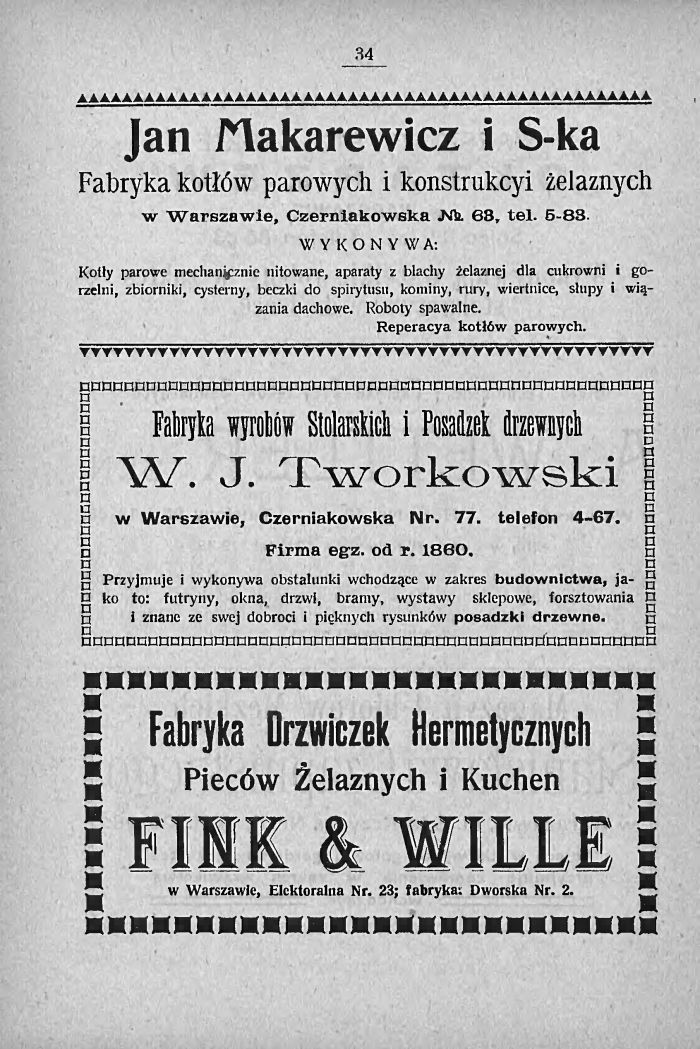 34
Jan Makarewicz i S-ka
Fabryka kotłów parowych i konstrukcyi żelaznych
w Warszawie, Czerniakowska № 68, tel. 5-83.
WYKONYWA:
Kotły parowe mechanicznie nitowane, aparaty z blachy żelaznej dla cukrowni i go-
rzelni, zbiorniki, cysterny, beczki do spirytusu, kominy, rury, wiertnice, słupy i wią-
zania dachowe. Roboty spawalne.
Reperacya kotłów parowych.
Fabryka wyrobów Stolarskich i Posadzek drzewnych
W. J. Tworkowski
w Warszawie, Czerniakowska Nr. 77. telefon 4-67.
Firma egz. od r. 1860.
Przyjmuje i wykonywa obstalunki wchodzące w zakres budownictwa, ja-
ko to: futryny, okna, drzwi, bramy, wystawy sklepowe, forsztowania
i znane ze swej dobroci i pięknych rysunków posadzki drzewne.
Fabryka Drzwiczek Hermetycznych
Pieców Żelaznych i Kuchen
FINK & WILLE
w Warszawie, Elektoralna Nr. 23; fabryka: Dworska Nr. 2.